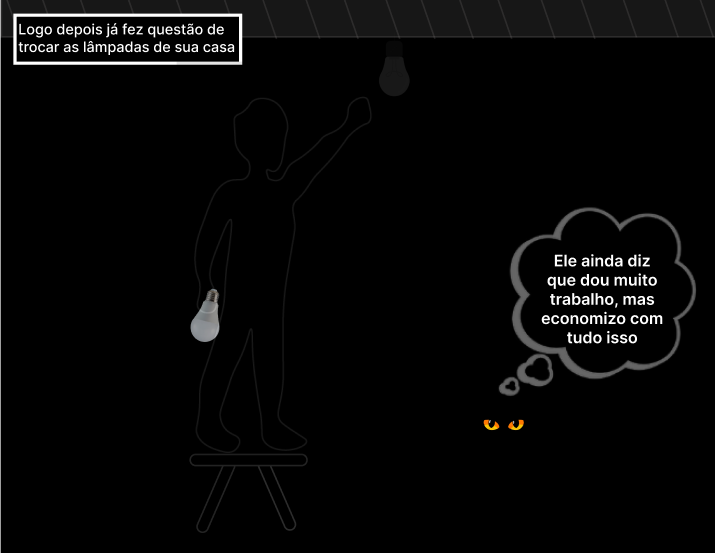 Logo depois já fez questão de
trocar as lâmpadas de sua casa
Ele ainda diz
que dou muito
trabalho, mas
economizo com
tudo isso